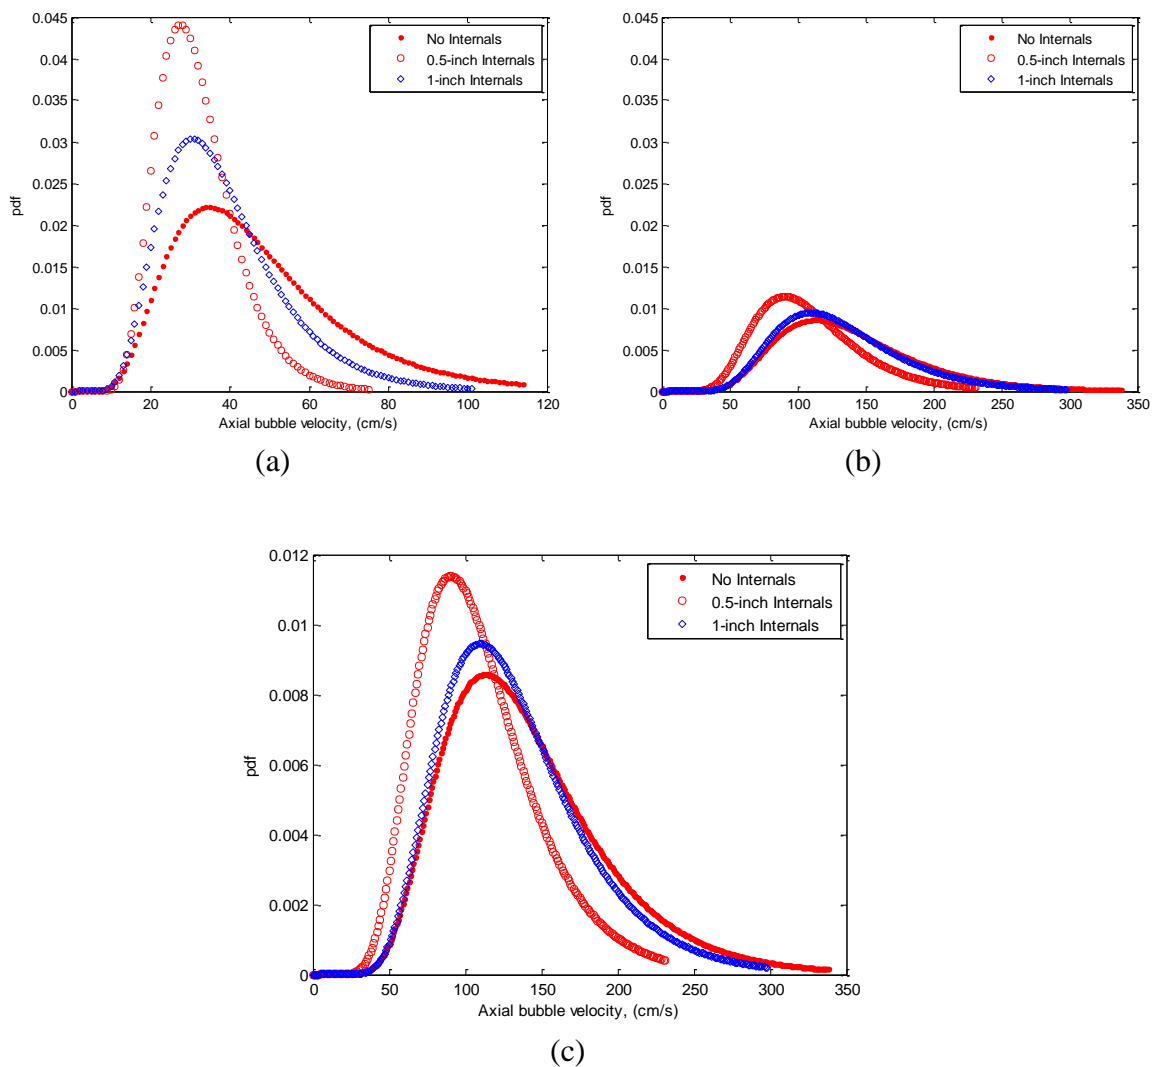 0.045
0.04
0.035
0.03
0.025
0.02
0.015
0.01
0.005
0
pdf
0 20 40 60 80 100 120
Axial bubble velocity, (cm/s)
No Internals
0.5-inch Internals
1-inch Internals
(a)
0.045
0.04
0.035
0.03
0.025
0.02
0.015
0.01
0.005
0
pdf
0 50 100 150 200 250 300 350
Axial bubble velocity, (cm/s)
No Internals
0.5-inch Internals
1-inch Internals
(b)
0.012
0.01
0.008
0.006
0.004
0.002
0
pdf
0 50 100 150 200 250 300 350
Axial bubble velocity, (cm/s)
No Internals
0.5-inch Internals
1-inch Internals
(c)